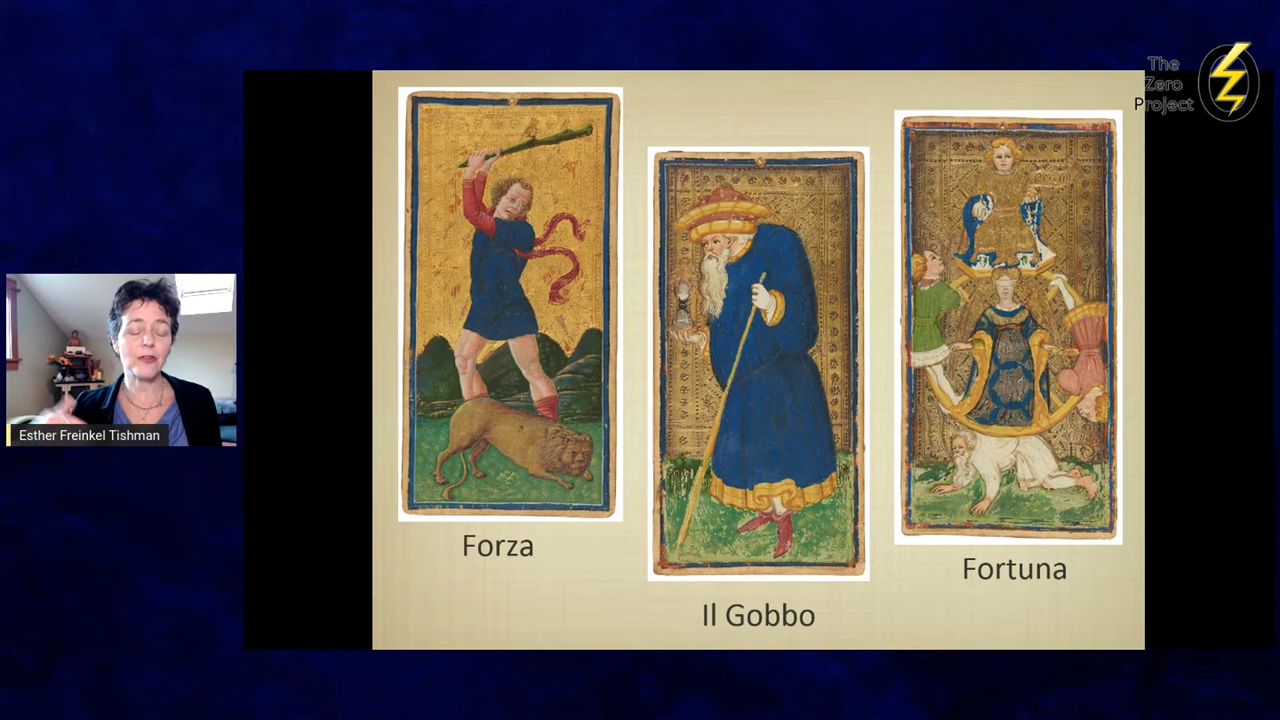 The
Zero
Project
Esther Freinkel Tishman
Forza
Il Gobbo
Fortuna